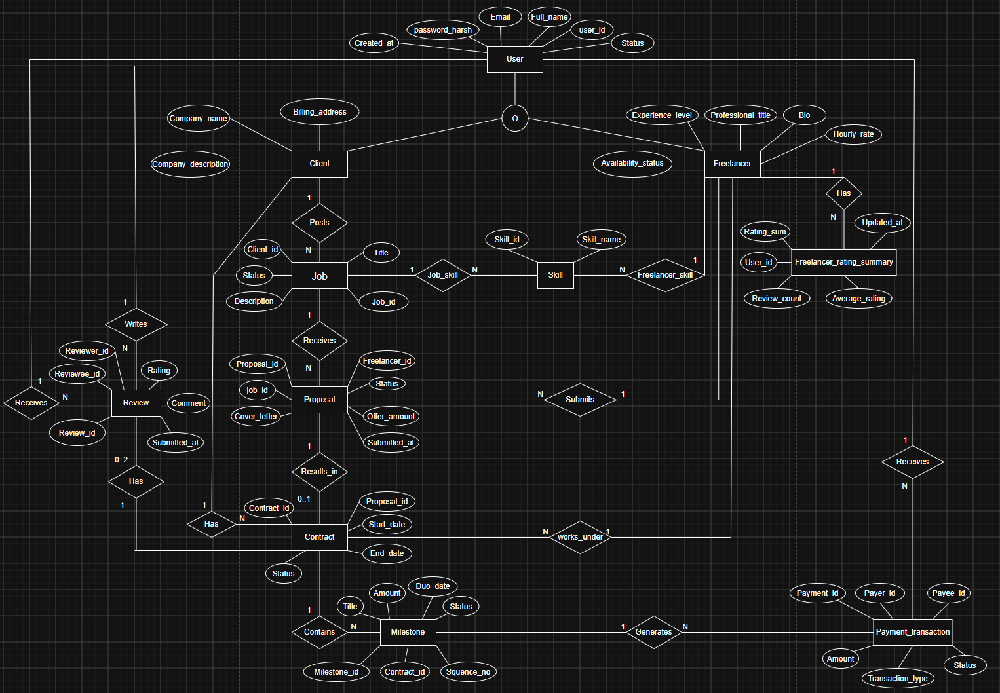 Email
Full_name
password_harsh
user_id
Created_at
Status
User
Company_name
Billing_address
O
Experience_level
Professional_title
Bio
Hourly_rate
Company_description
Client
Availability_status
Freelancer
1
Has
1
Posts
N
N
Updated_at
Rating_sum
Client_id
Title
Skill_id
Skill_name
User_id
Freelancer_rating_summary
Status
Job
1
Job_skill
N
Skill
N
Freelancer_skill
1
Description
Job_id
Review_count
Average_rating
1
Writes
N
1
Receives
N
Reviewer_id
Reviewee_id
Rating
Proposal_id
Freelancer_id
Status
1
Receives
N
Review
Comment
job_id
Proposal
N
Submits
1
Cover_letter
Offer_amount
Review_id
Submitted_at
Submitted_at
1
Results_in
0..1
0..2
Has
1
1
Receives
N
1
Has
N
Contract_id
Proposal_id
Start_date
Contract
N
works_under
1
End_date
Status
Title
Amount
Duo_date
Status
Payment_id
Payer_id
Payee_id
1
Contains
N
Milestone
1
Generates
N
Payment_transaction
Milestone_id
Contract_id
Squence_no
Amount
Transaction_type
Status